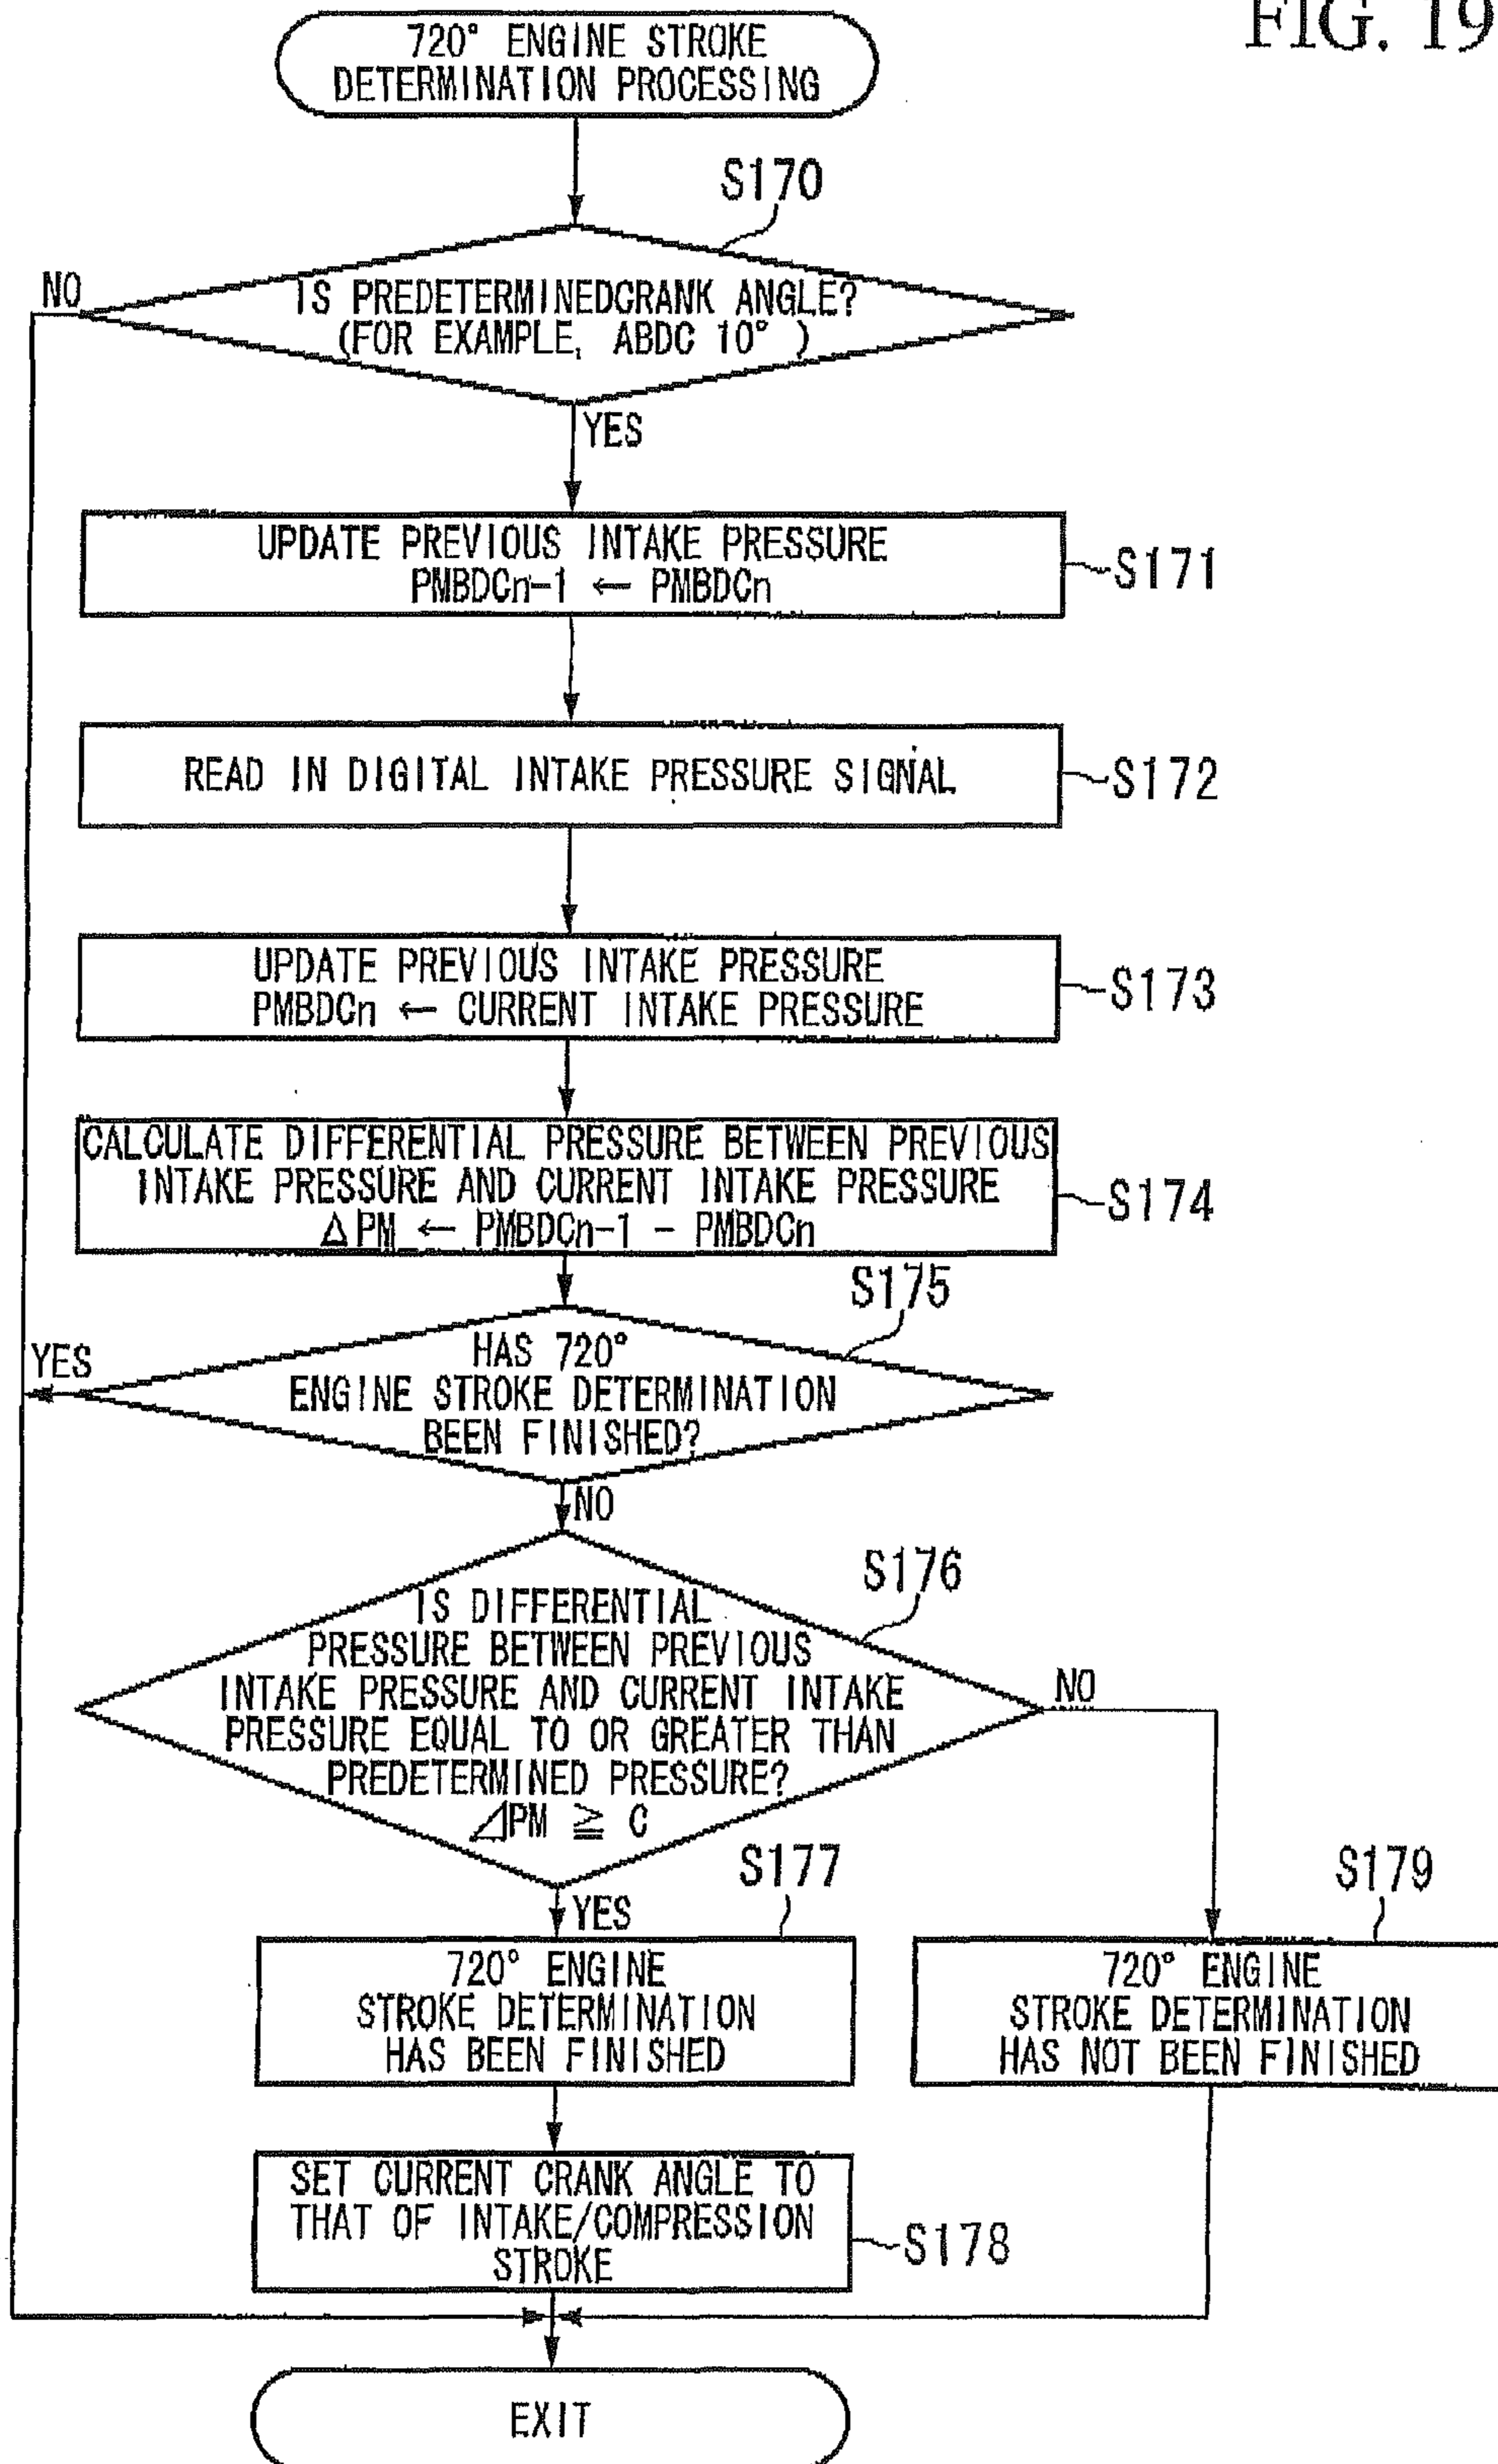 FIG. 19
720° ENGINE STROKE
DETERMINATION PROCESSING
S170
IS PREDETERMINEDCRANK ANGLE?
(FOR EXAMPLE, ABDC 10° )
NO
YES
UPDATE PREVIOUS INTAKE PRESSURE
PMBDCn-1 ← PMBDCn
S171
READ IN DIGITAL INTAKE PRESSURE SIGNAL
S172
UPDATE PREVIOUS INTAKE PRESSURE
PMBDCn ← CURRENT INTAKE PRESSURE
S173
CALCULATE DIFFERENTIAL PRESSURE BETWEEN PREVIOUS
INTAKE PRESSURE AND CURRENT INTAKE PRESSURE
ΔPM ← PMBDCn-1 - PMBDCn
S174
S175
HAS 720°
ENGINE STROKE DETERMINATION
BEEN FINISHED?
YES
NO
S176
IS DIFFERENTIAL
PRESSURE BETWEEN PREVIOUS
INTAKE PRESSURE AND CURRENT INTAKE
PRESSURE EQUAL TO OR GREATER THAN
PREDETERMINED PRESSURE?
⊿PM ≧ C
NO
YES
S177
720° ENGINE
STROKE DETERMINATION
HAS BEEN FINISHED
S179
720° ENGINE
STROKE DETERMINATION
HAS NOT BEEN FINISHED
SET CURRENT CRANK ANGLE TO
THAT OF INTAKE/COMPRESSION
STROKE
S178
EXIT